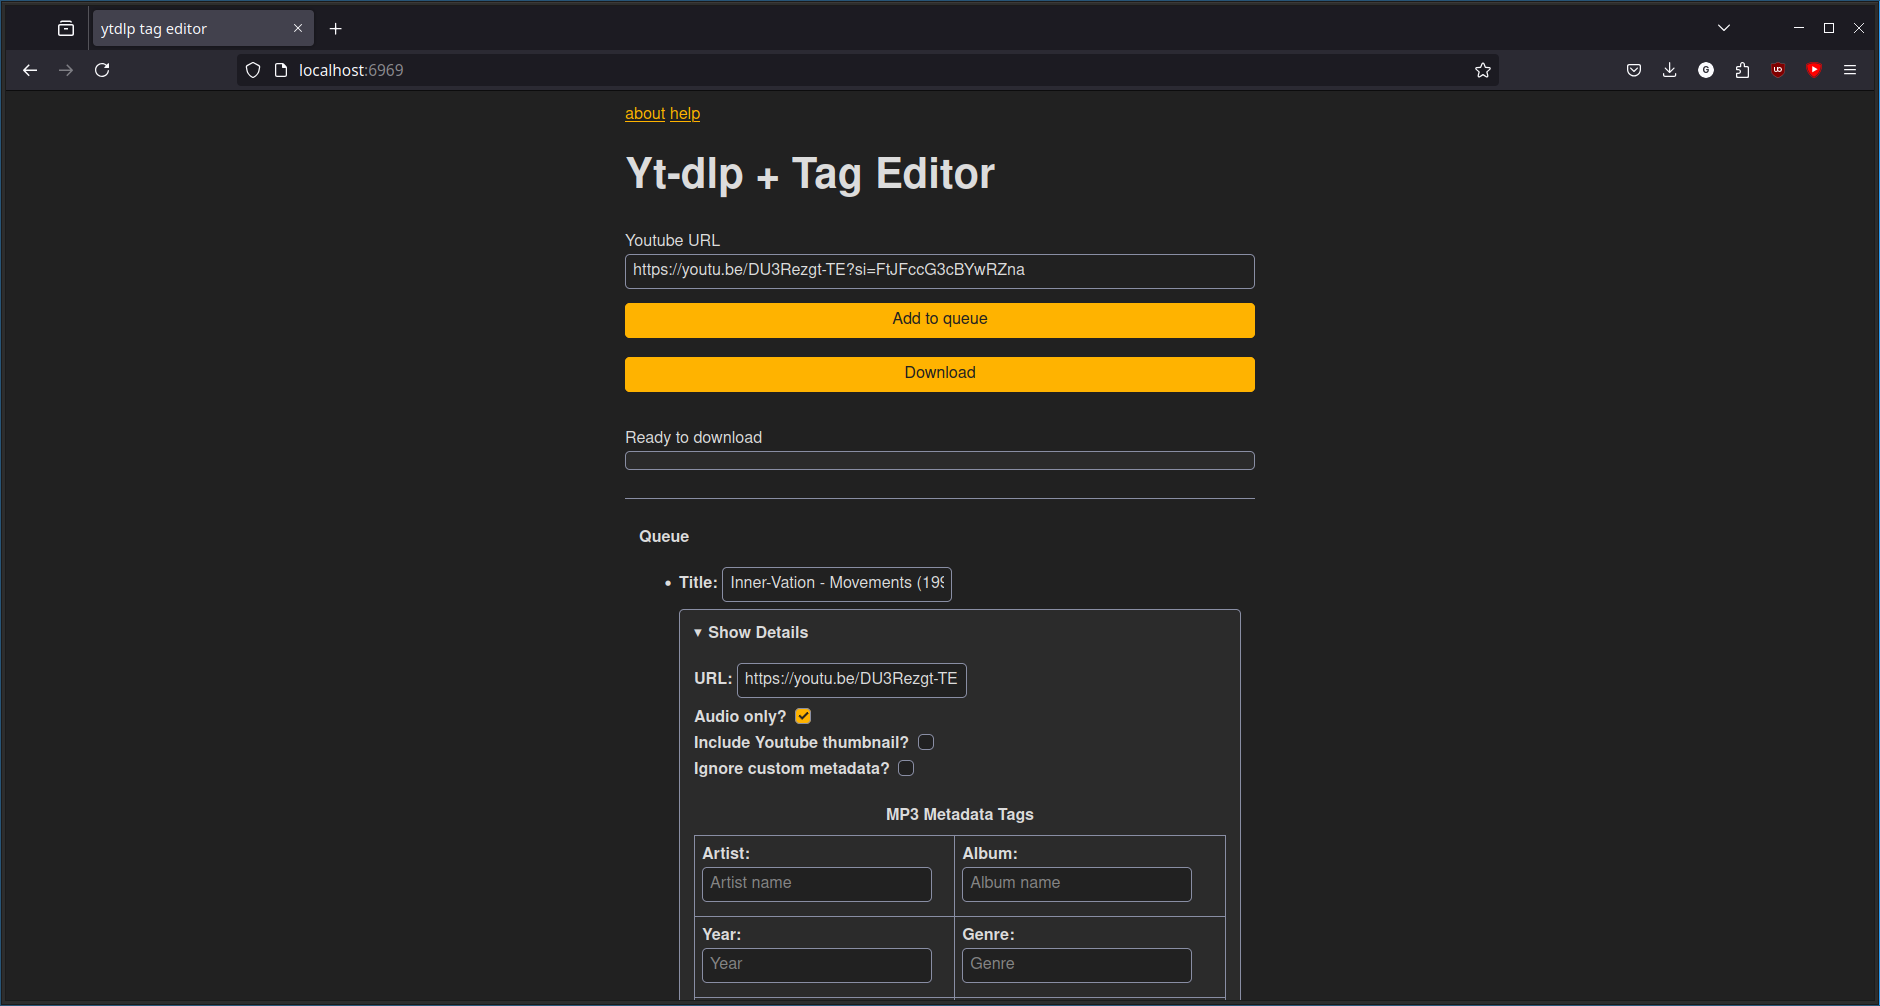 ytdlp tag editor
localhost:6969
about help
Yt-dlp + Tag Editor
Youtube URL
https://youtu.be/DU3Rezgt-TE?si=FtJFccG3cBYwRZna
Add to queue
Download
Ready to download
Queue
• Title: Inner-Vation - Movements (199
▾ Show Details
URL: https://youtu.be/DU3Rezgt-TE
Audio only?
Include Youtube thumbnail?
Ignore custom metadata?
MP3 Metadata Tags
Artist: Album:
Artist name Album name
Year: Genre:
Year Genre